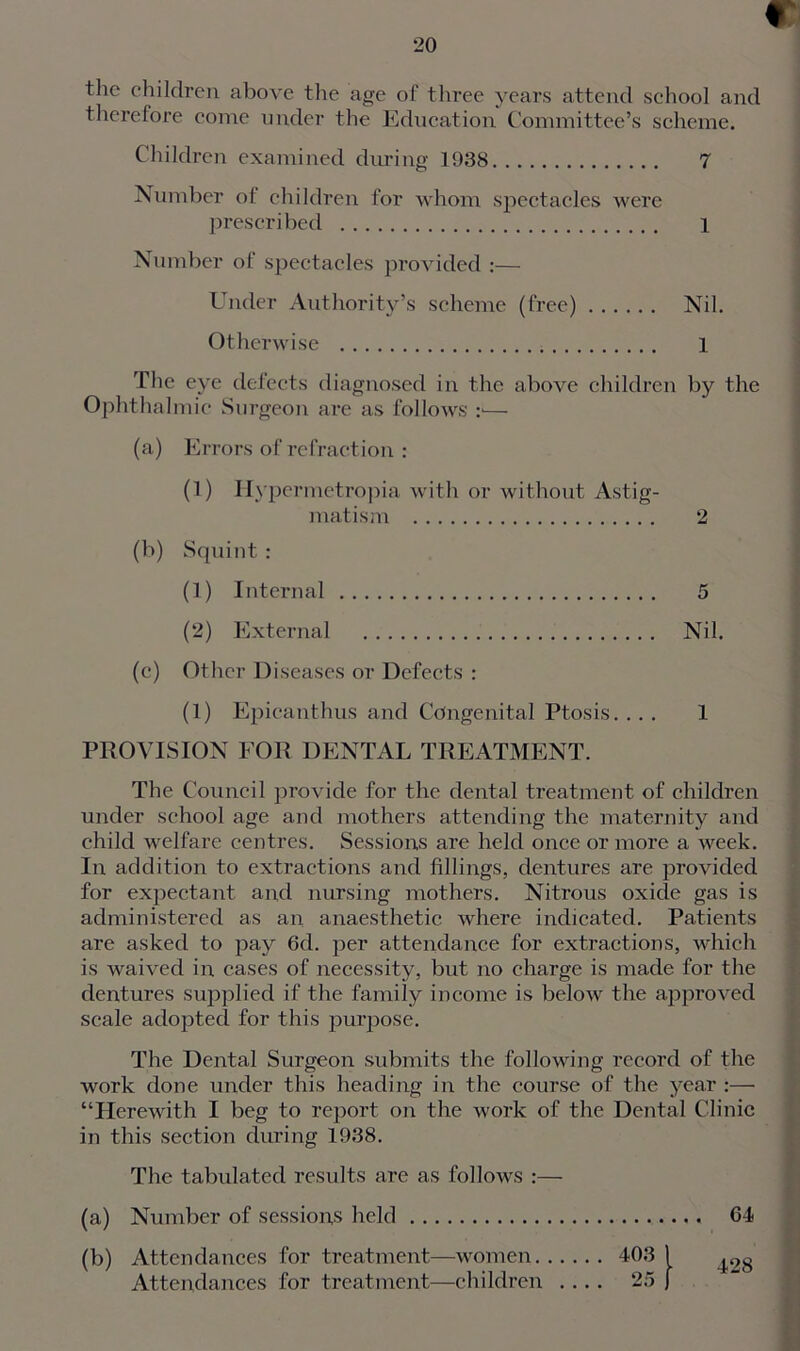 20
the children above the age of three years attend school and
therefore come under the Education Committee's scheme.
Children examined during 1938............... 7
Number of children for whom spectacles were
prescribed ............................ 1
Number of spectacles provided :—
Under Authority's scheme (free) ...... Nil.
Otherwise ............................ 1
The eye defects diagnosed in the above children by the
Ophthalmic Surgeon are as follows :—
(a) Errors of refraction :
(1) Hypermetropia with or without Astig-
matism ...................... 2
(b) Squint :
(1) Internal ............................ 5
(2) External .......................... Nil.
(c) Other Diseases or Defects :
(1) Epicanthus and Congenital Ptosis.... 1
PROVISION FOR DENTAL TREATMENT.
The Council provide for the dental treatment of children
under school age and mothers attending the maternity and
child welfare centres. Sessions are held once or more a week.
In addition to extractions and fillings, dentures are provided
for expectant and nursing mothers. Nitrous oxide gas is
administered as an anaesthetic where indicated. Patients
are asked to pay 6d. per attendance for extractions, which
is waived in cases of necessity, but no charge is made for the
dentures supplied if the family income is below the approved
scale adopted for this purpose.
The Dental Surgeon submits the following record of the
work done under this heading in the course of the year :—
“Herewith I beg to report on the work of the Dental Clinic
in this section during 1938.
The tabulated results are as follows :—
(a) Number of sessions held .......................... 64
(b) Attendances for treatment—women...... 403 } 428
Attendances for treatment—children .... 25 }